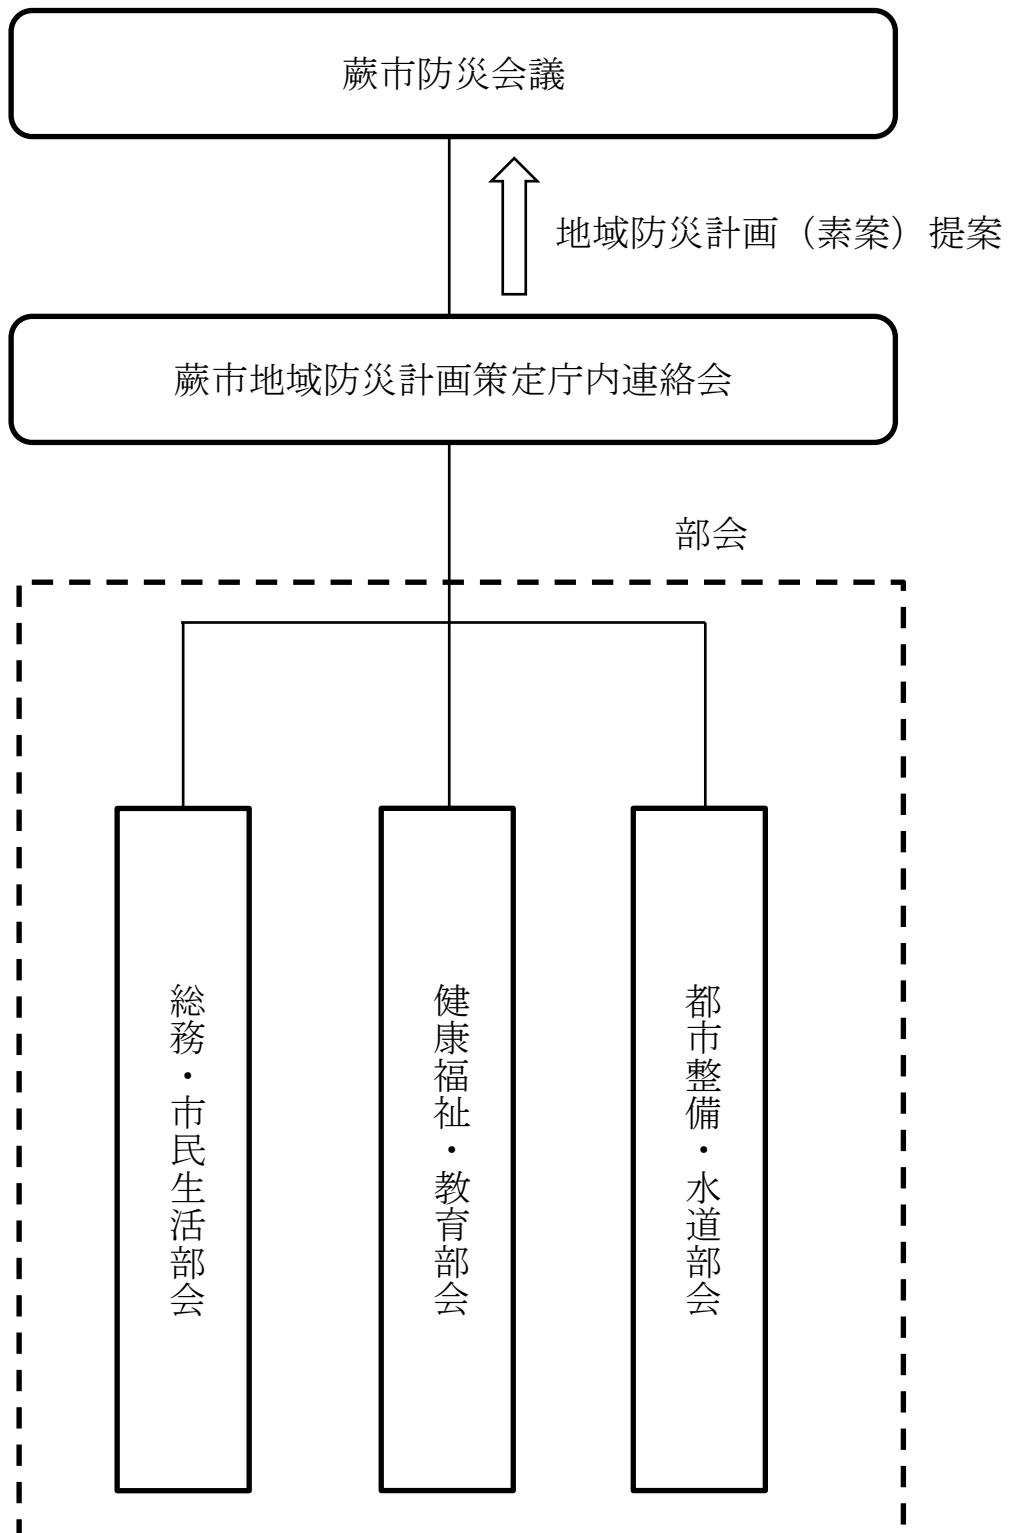 蕨市防災会議
地域防災計画（素案）提案
蕨市地域防災計画策定庁内連絡会
部会
総務・市民生活部会
健康福祉・教育部会
都市整備・水道部会